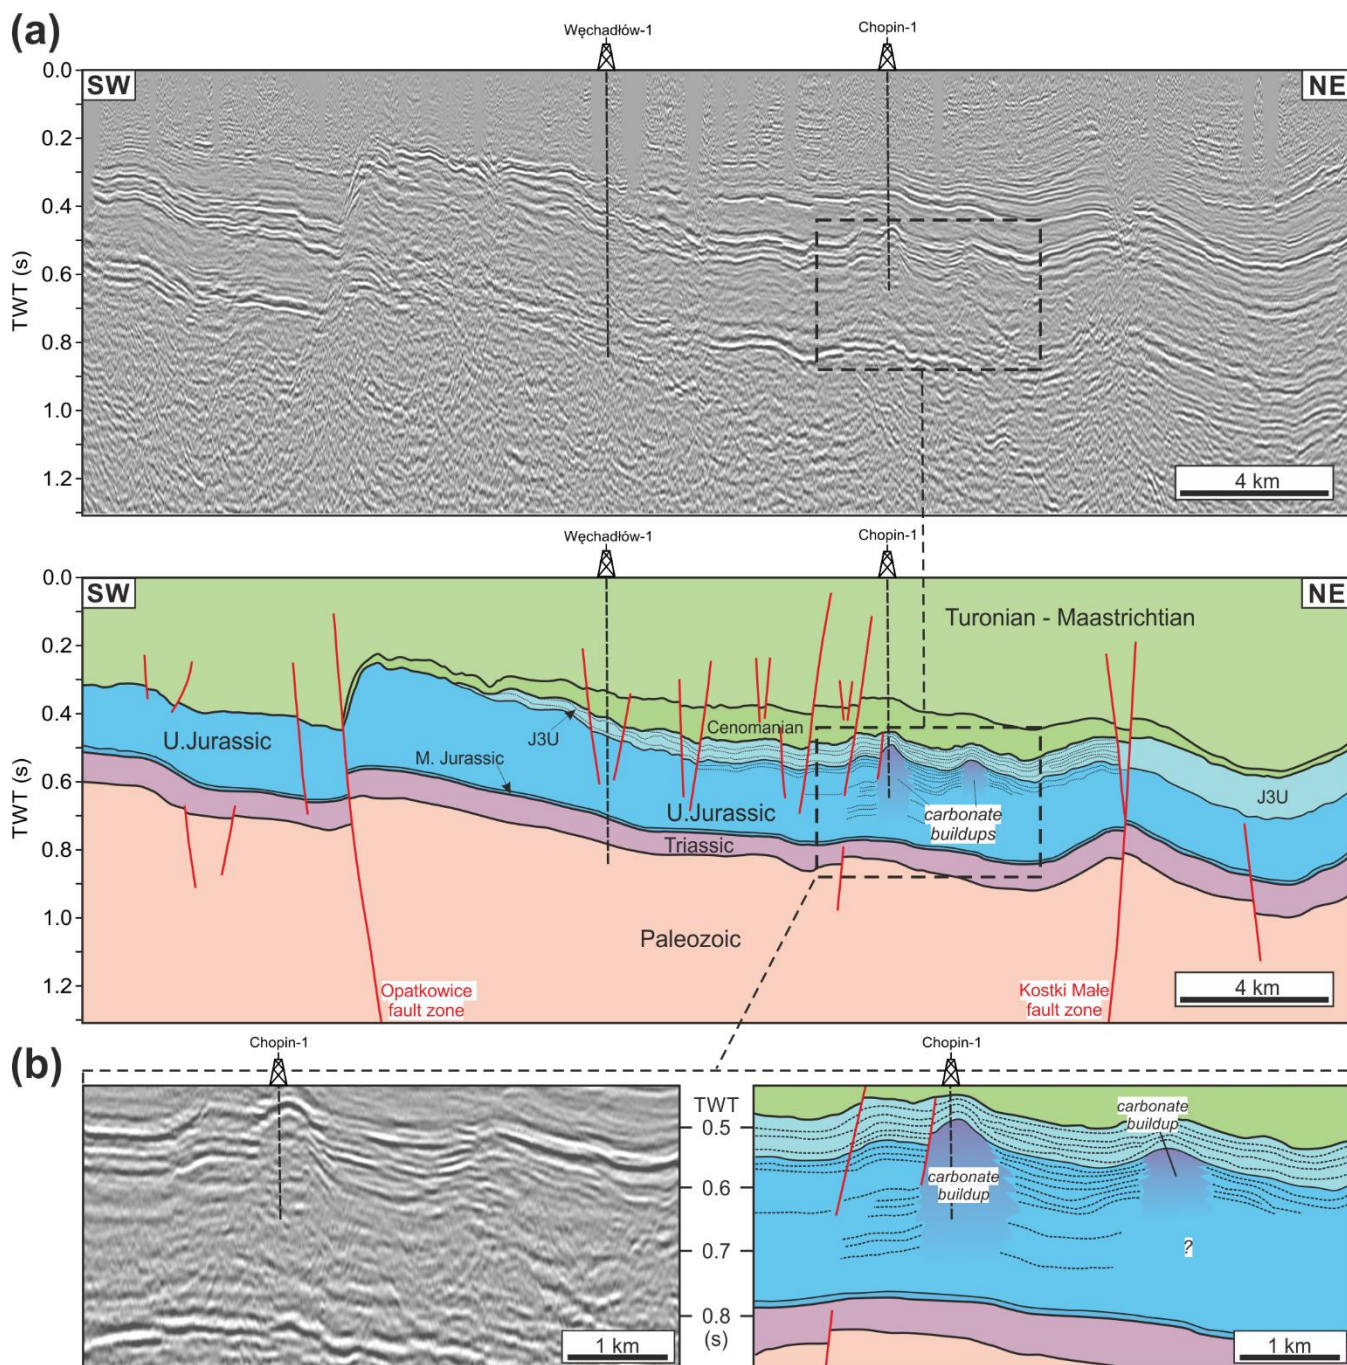 (a)
Węchadłów-1
Chopin-1
SW
NE
0.0
0.2
0.4
0.6
0.8
1.0
1.2
TWT (s)
4 km
Węchadłów-1
Chopin-1
SW
NE
0.0
0.2
0.4
0.6
0.8
1.0
1.2
TWT (s)
Turonian - Maastrichtian
Cenomanian
U.Jurassic
J3U
M. Jurassic
U.Jurassic
carbonate
buildups
J3U
Triassic
Paleozoic
Opatkowice
fault zone
Kostki Małe
fault zone
4 km
(b)
Chopin-1
Chopin-1
TWT
0.5
0.6
0.7
0.8
(s)
carbonate
buildup
carbonate
buildup
?
1 km
1 km